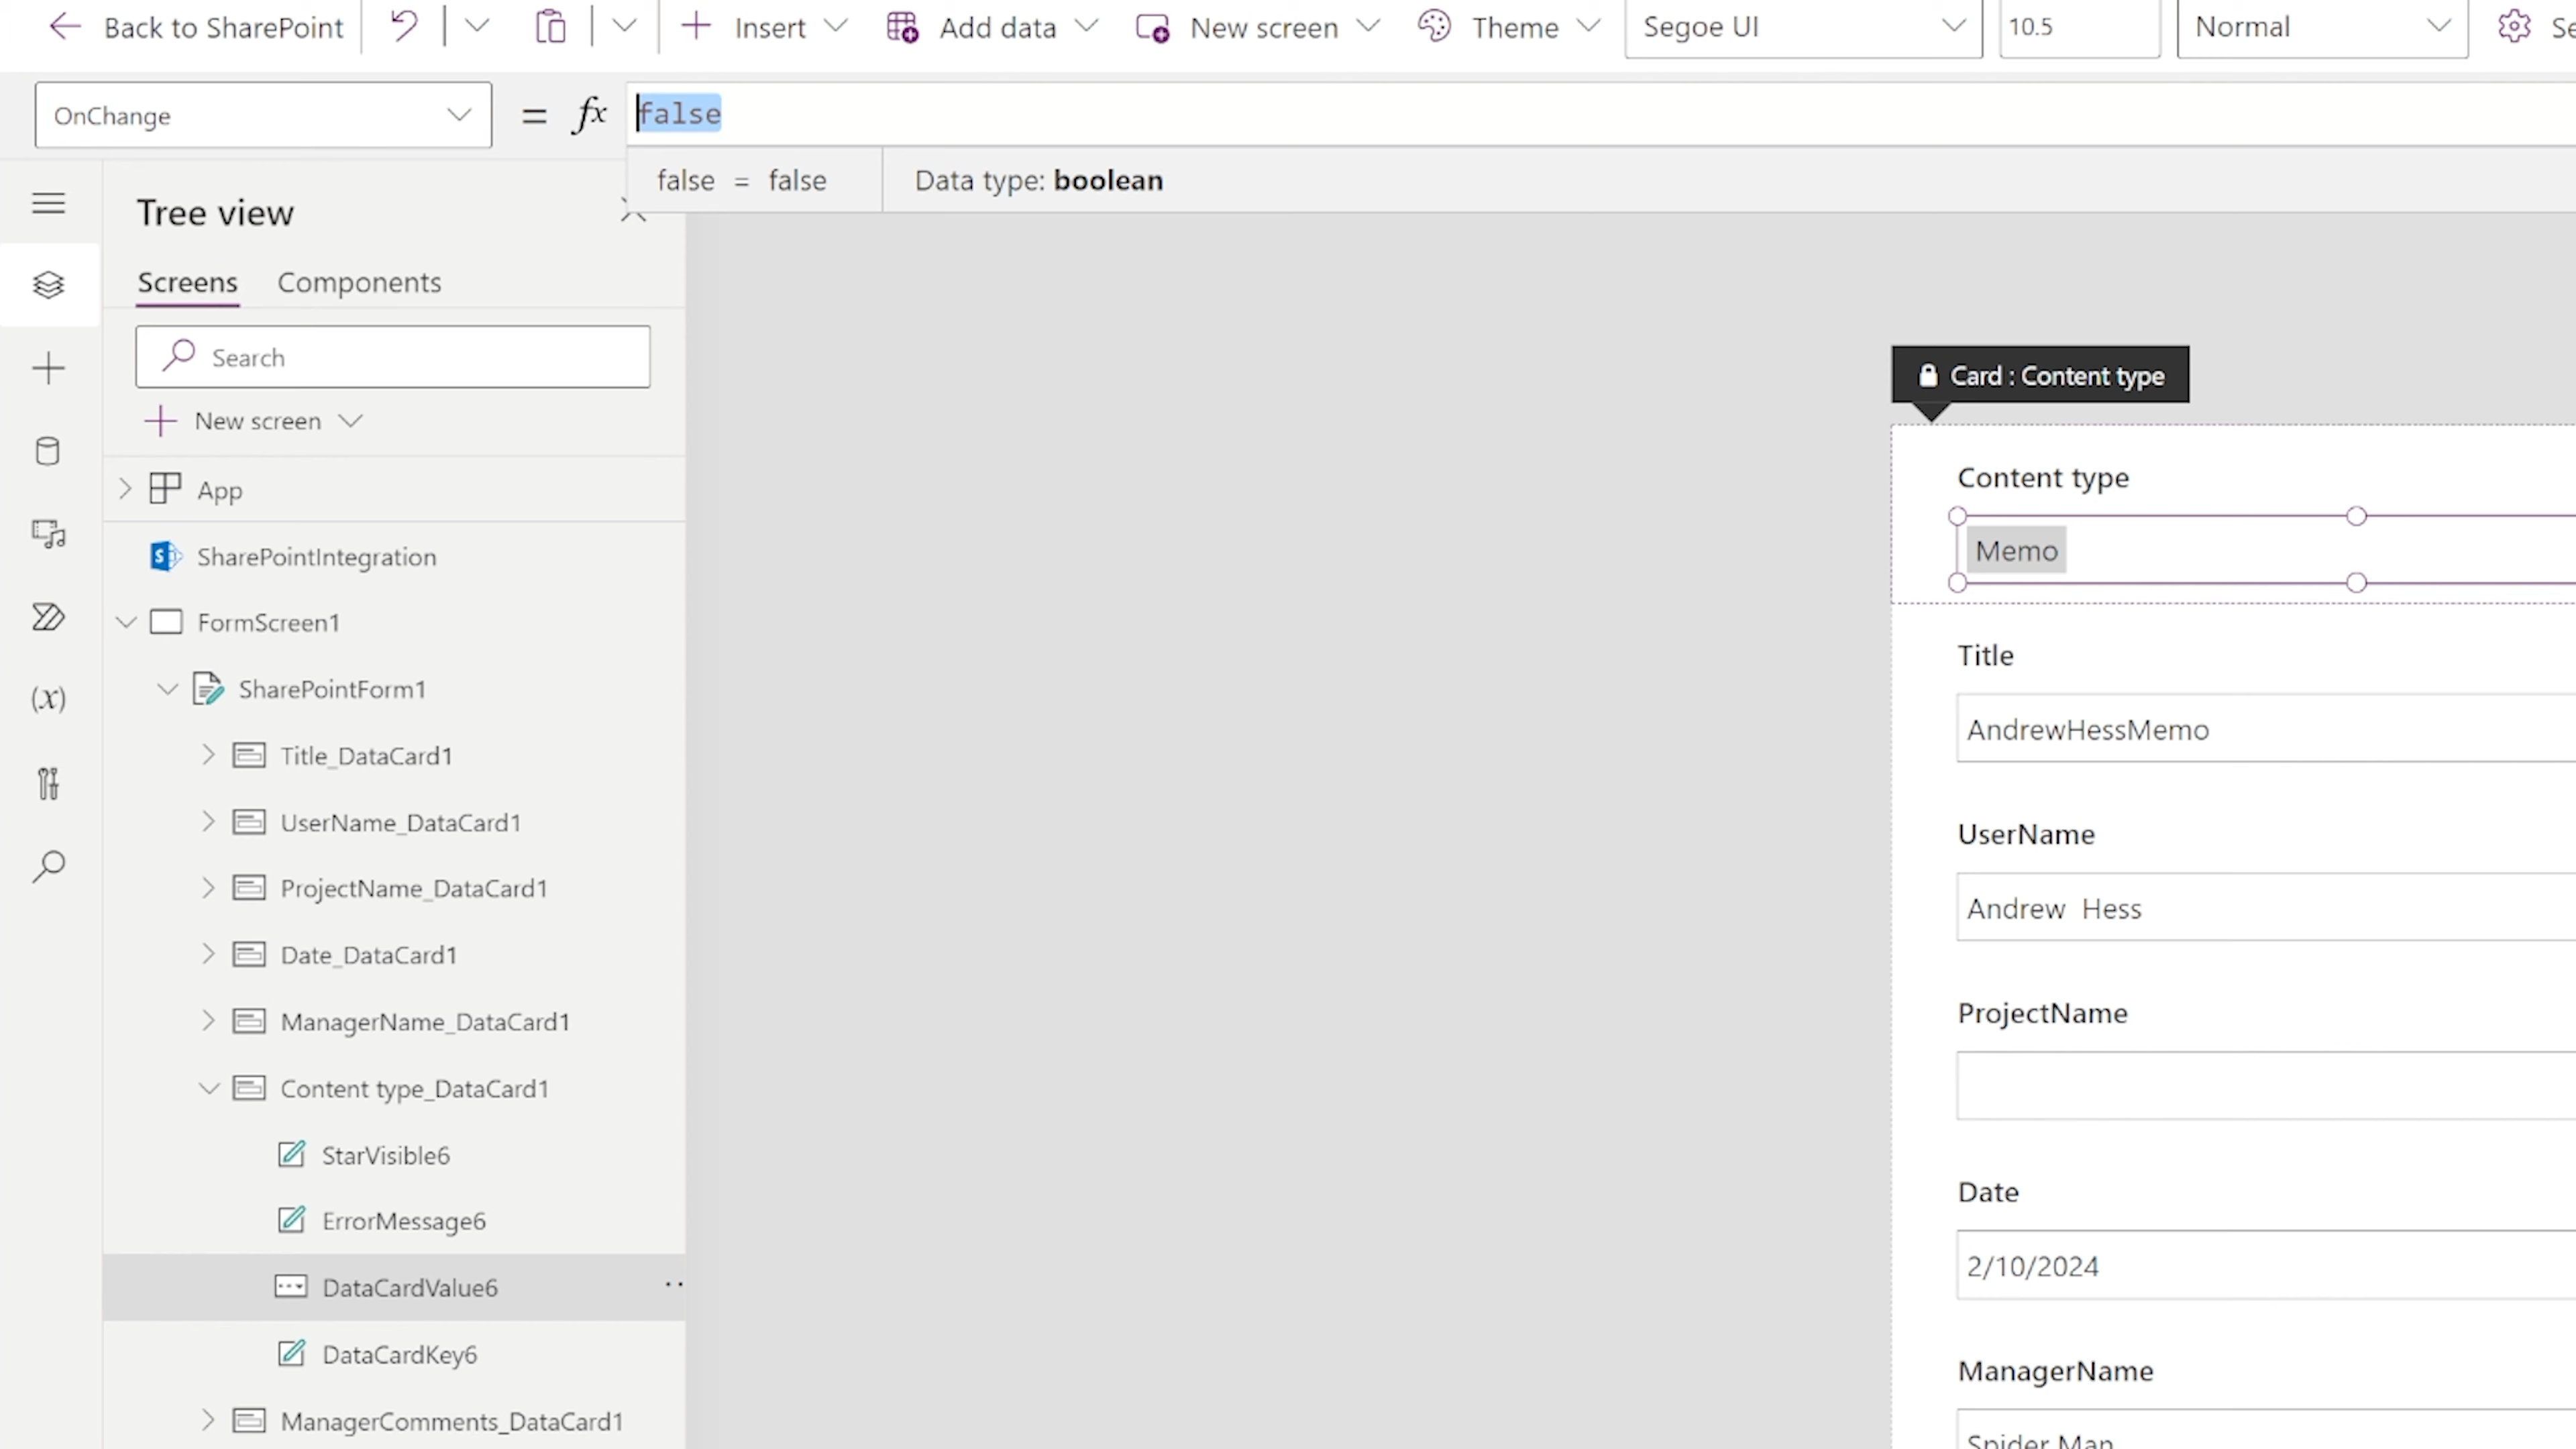 Back to SharePoint Insert Add data New screen Theme Segoe UI 10.5 Normal
OnChange = fx false
false = false Data type: boolean
Tree view
Screens Components
Search
New screen
App
SharePointIntegration
FormScreen1
SharePointForm1
Title_DataCard1
UserName_DataCard1
ProjectName_DataCard1
Date_DataCard1
ManagerName_DataCard1
Content type_DataCard1
StarVisible6
ErrorMessage6
DataCardValue6
DataCardKey6
ManagerComments_DataCard1
Card : Content type
Content type
Memo
Title
AndrewHessMemo
UserName
Andrew Hess
ProjectName
Date
2/10/2024
ManagerName
Spider Man